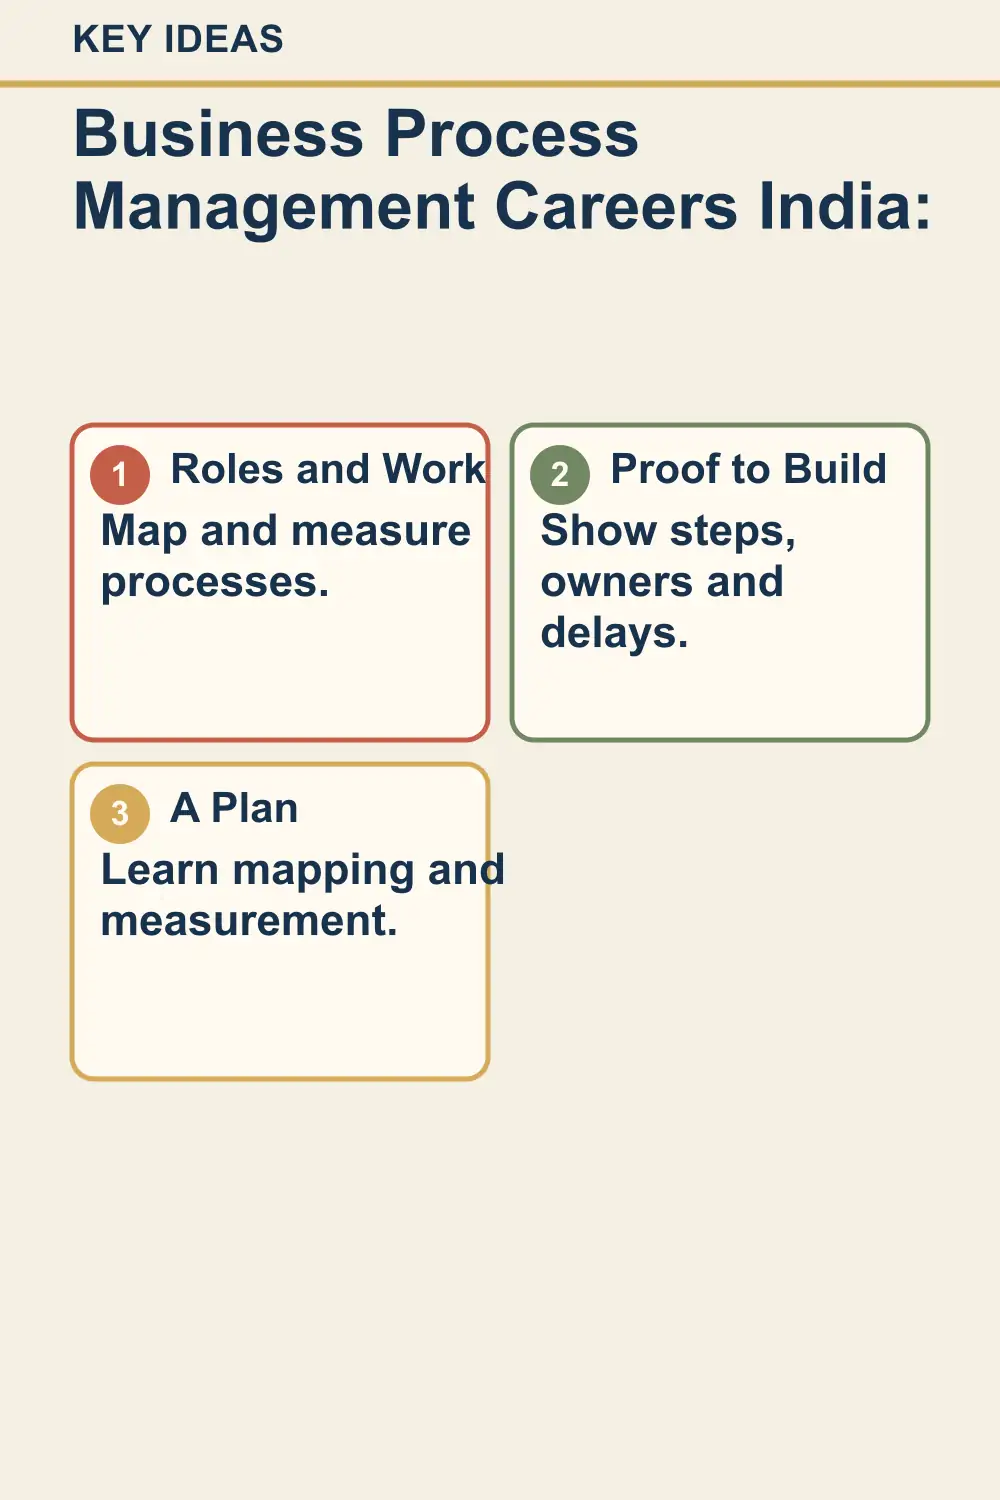 KEY IDEAS
Business Process
Management Careers India:
1 Roles and Work
Map and measure
processes.
2 Proof to Build
Show steps,
owners and
delays.
3 A Plan
Learn mapping and
measurement.